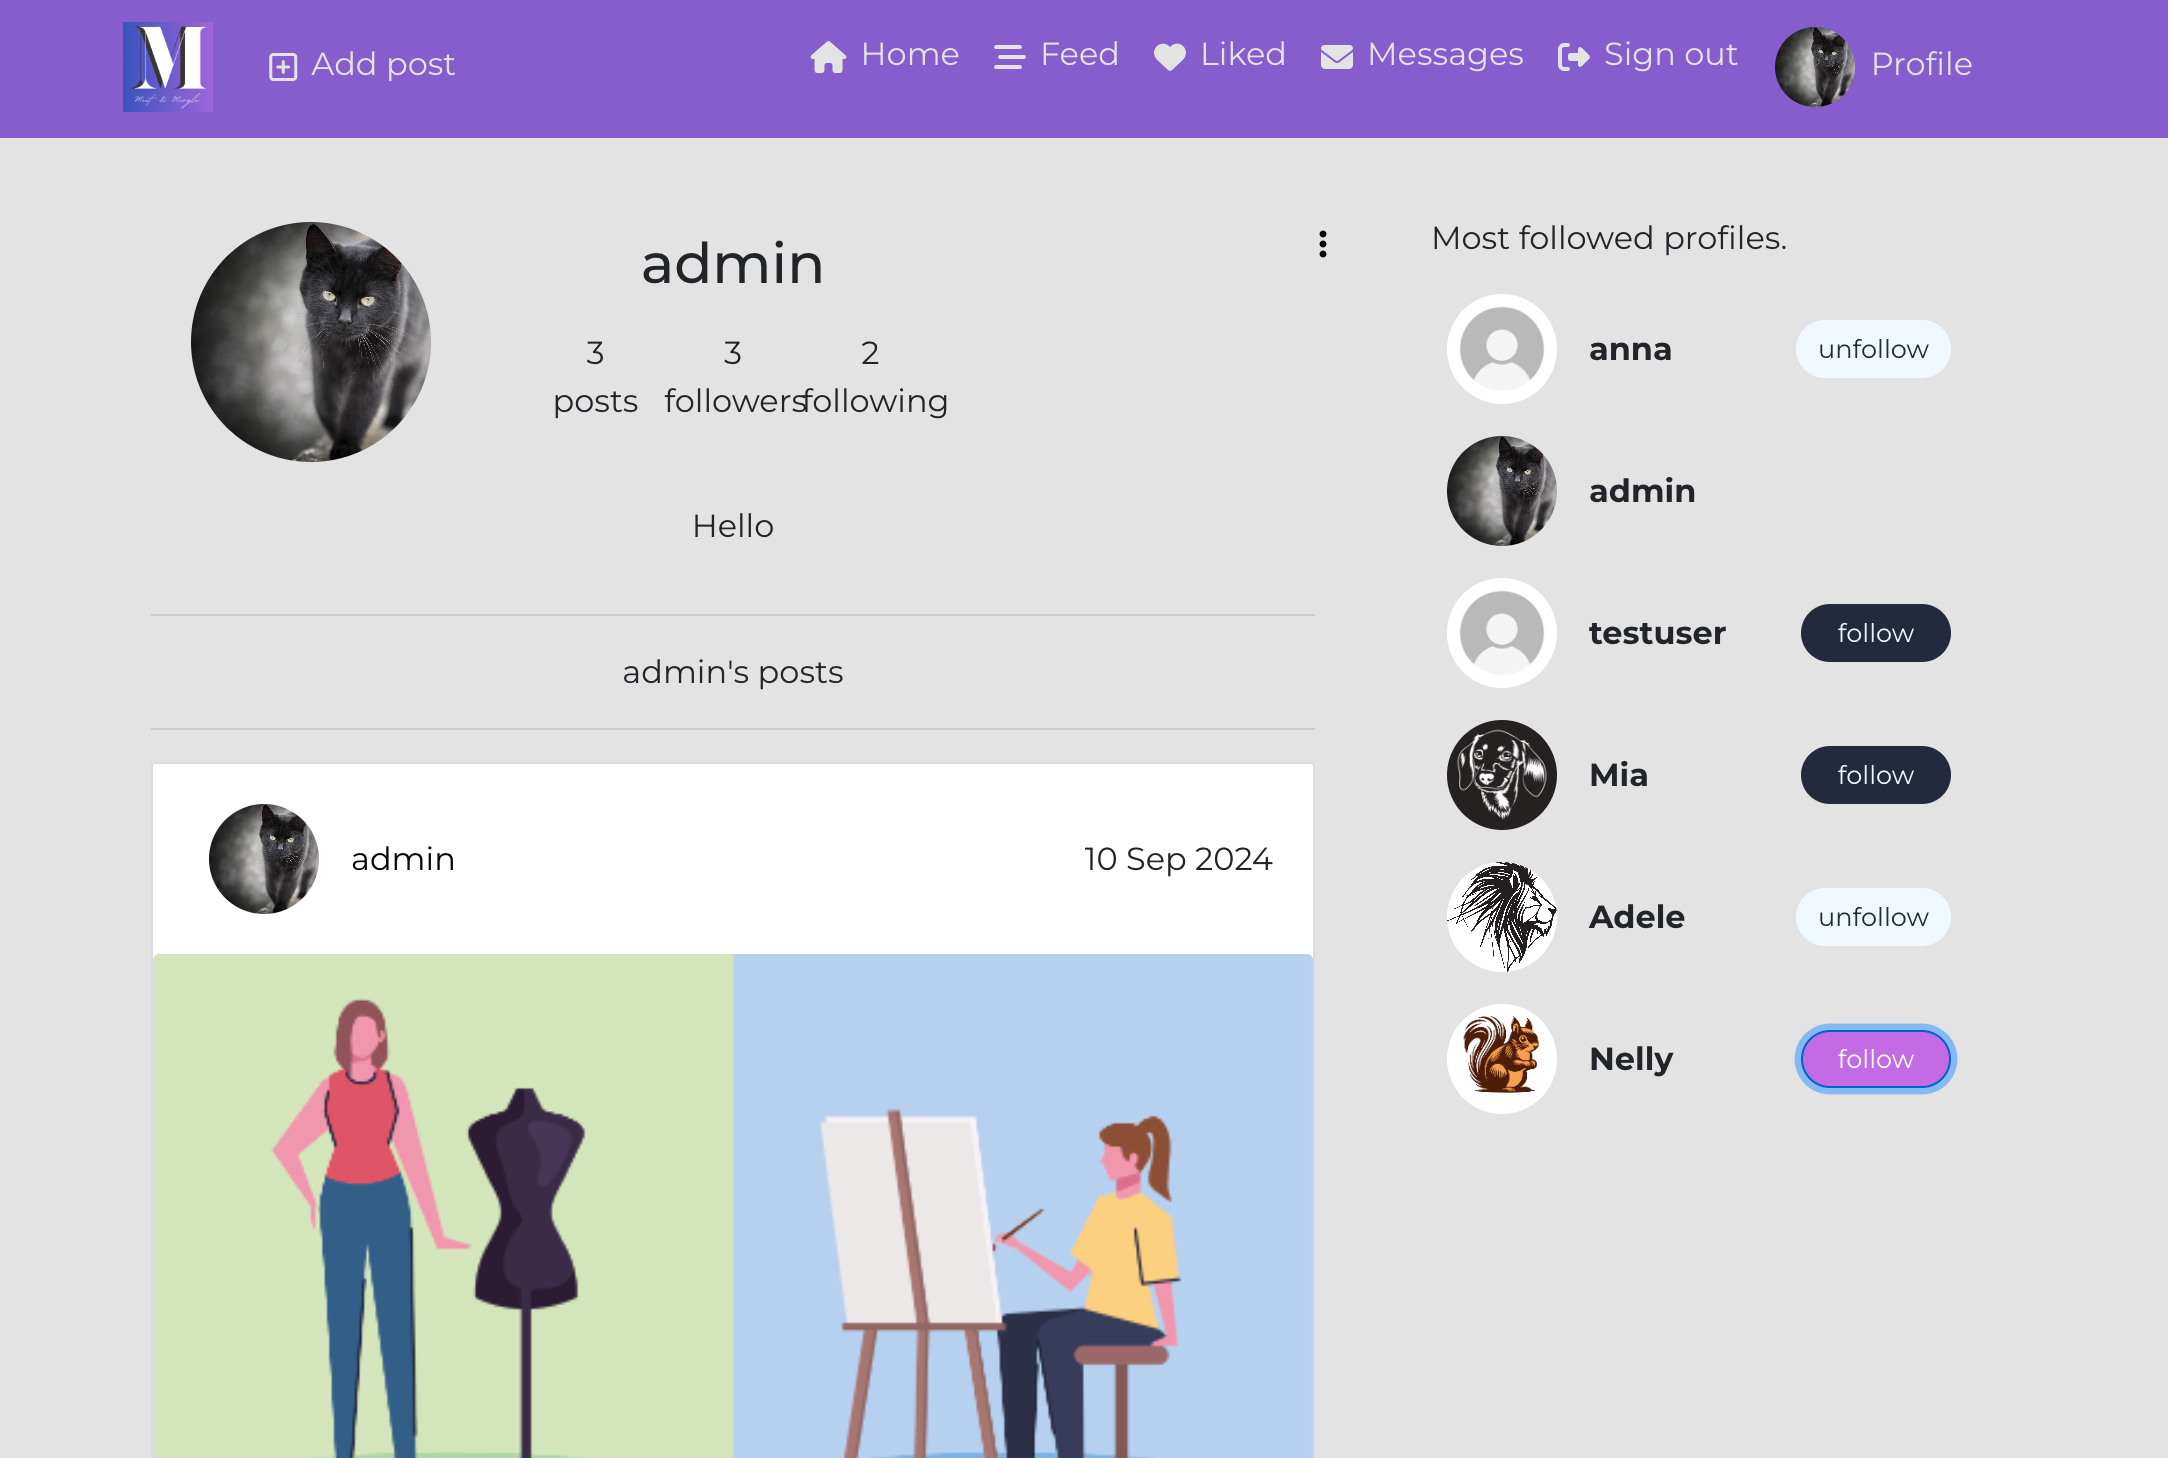 M
Add post
Home Feed Liked Messages Sign out Profile
admin
3 3 2
posts followers following
Hello
admin's posts
admin 10 Sep 2024
Most followed profiles.
anna unfollow
admin
testuser follow
Mia follow
Adele unfollow
Nelly follow